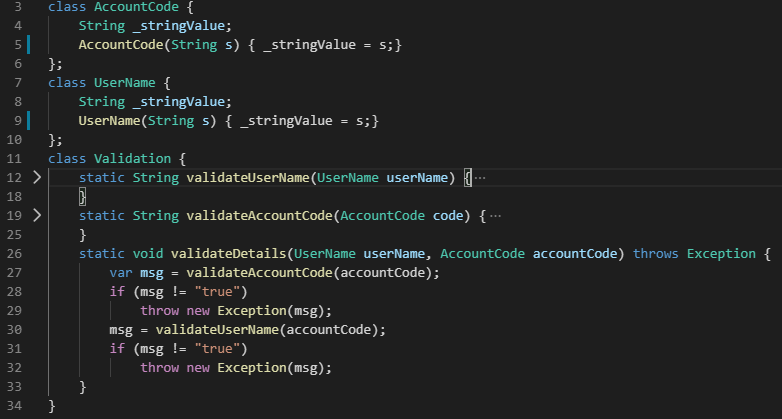 3 class AccountCode {
4     String _stringValue;
5     AccountCode(String s) { _stringValue = s;}
6 };
7 class UserName {
8     String _stringValue;
9     UserName(String s) { _stringValue = s;}
10 };
11 class Validation {
12     static String validateUserName(UserName userName) {···
18     }
19     static String validateAccountCode(AccountCode code) {···
25     }
26     static void validateDetails(UserName userName, AccountCode accountCode) throws Exception {
27         var msg = validateAccountCode(accountCode);
28         if (msg != "true")
29             throw new Exception(msg);
30         msg = validateUserName(accountCode);
31         if (msg != "true")
32             throw new Exception(msg);
33     }
34 }